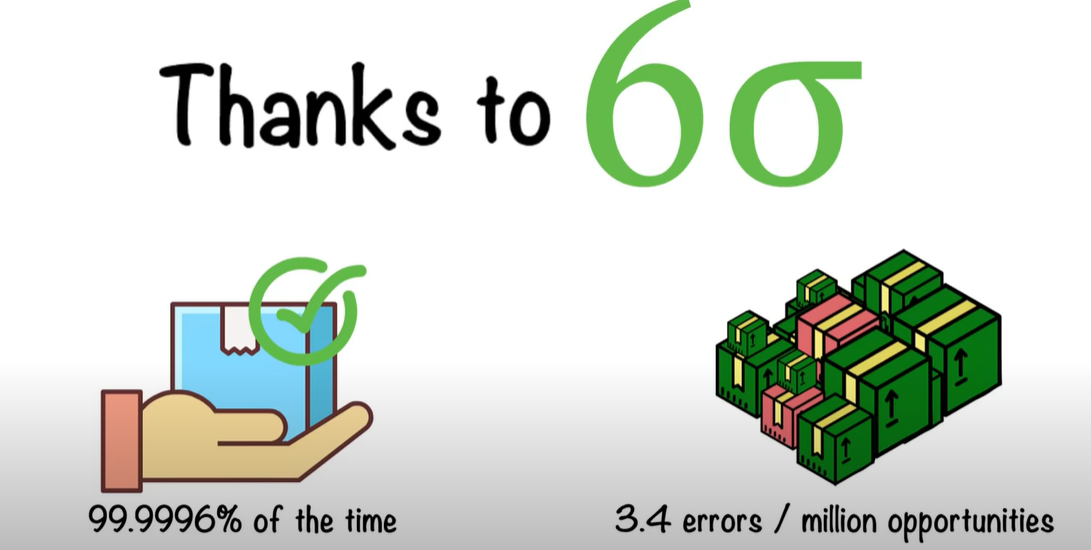 Thanks to 6σ
99.9996% of the time
3.4 errors / million opportunities